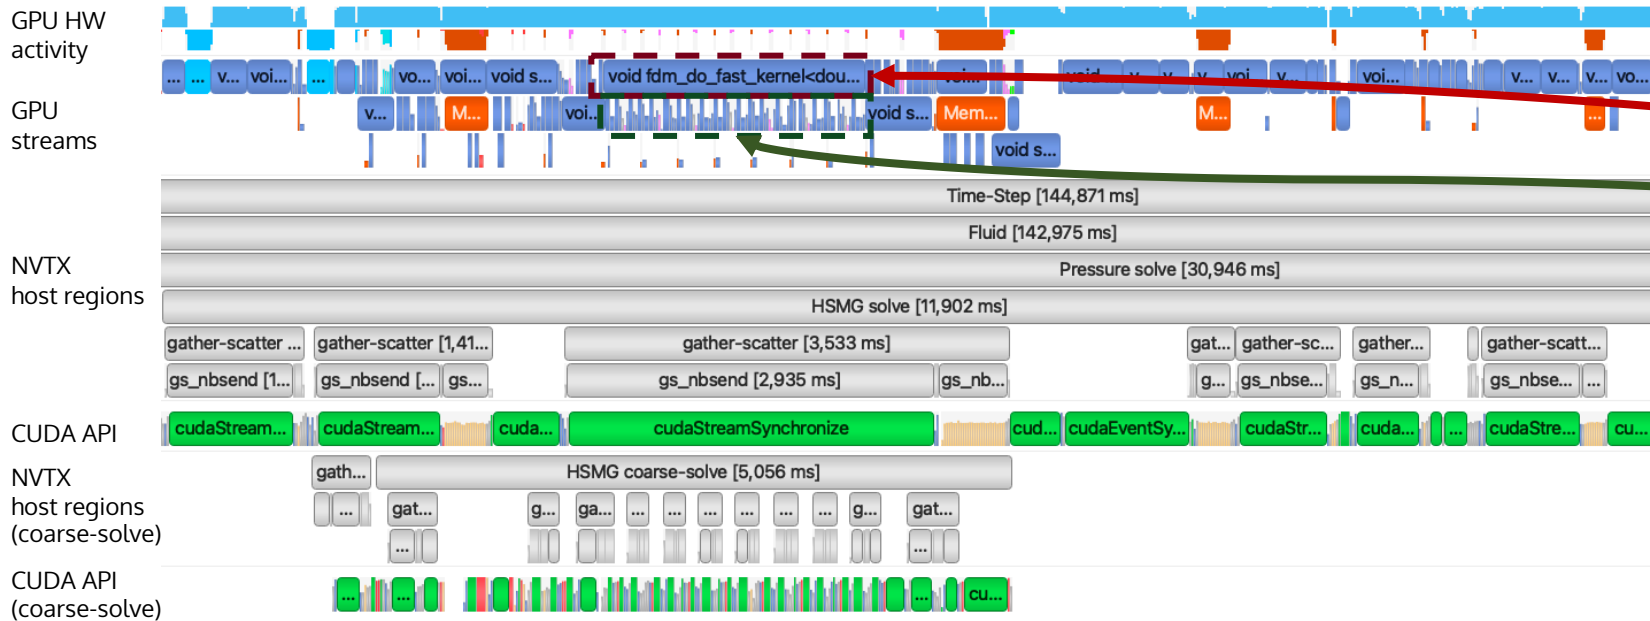 GPU HW
activity
... ... v... voi... ... vo... voi... void s... void fdm_do_fast_kernel<dou... voi... v... voi... v... v... v... vo...
GPU
streams
v... M... voi... void s... Mem... M... ...
void s...
Time-Step [144,871 ms]
Fluid [142,975 ms]
Pressure solve [30,946 ms]
NVTX
host regions
HSMG solve [11,902 ms]
gather-scatter ... gather-scatter [1,41... gather-scatter [3,533 ms] gat... gather-sc... gather... gather-scatt...
gs_nbsend [1... gs_nbsend [... gs... gs_nbsend [2,935 ms] gs_nb... g... gs_nbse... gs_n... gs_nbse... ...
CUDA API
cudaStream... cudaStream... cuda... cudaStreamSynchronize cud... cudaEventSy... cudaStr... cuda... ... cudaStre... cu...
NVTX
host regions
(coarse-solve)
gath... HSMG coarse-solve [5,056 ms]
... gat... g... ga... ... ... ... ... ... ... g... gat...
... ...
CUDA API
(coarse-solve)
... ... ... cu...